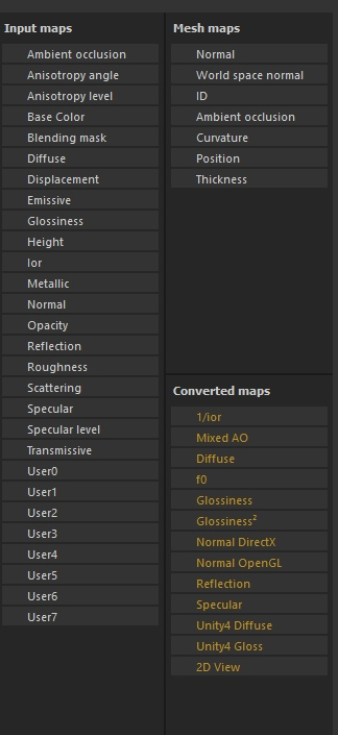 Input maps
Ambient occlusion
Anisotropy angle
Anisotropy level
Base Color
Blending mask
Diffuse
Displacement
Emissive
Glossiness
Height
Ior
Metallic
Normal
Opacity
Reflection
Roughness
Scattering
Specular
Specular level
Transmissive
User0
User1
User2
User3
User4
User5
User6
User7
Mesh maps
Normal
World space normal
ID
Ambient occlusion
Curvature
Position
Thickness
Converted maps
1/ior
Mixed AO
Diffuse
f0
Glossiness
Glossiness²
Normal DirectX
Normal OpenGL
Reflection
Specular
Unity4 Diffuse
Unity4 Gloss
2D View